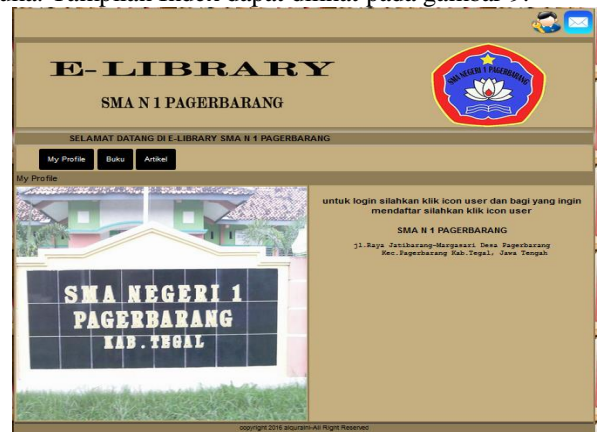 Tampilan indeh dapat dilihat pada gambar 9.
E-LIBRARY
SMA N 1 PAGERBARANG
SMA NEGERI 1 PAGERBARANG
SELAMAT DATANG DI E-LIBRARY SMA N 1 PAGERBARANG
My Profile
Buku
Artikel
My Profile
untuk login silahkan klik icon user dan bagi yang ingin
mendaftar silahkan klik icon user
SMA N 1 PAGERBARANG
jl.Raya Jatibarang-Margasari Desa Pagerbarang
Kec.Pagerbarang Kab.Tegal, Jawa Tengah
SMA NEGERI 1
PAGERBARANG
KAB.TEGAL
copyright 2016 alquraini-All Right Reserved